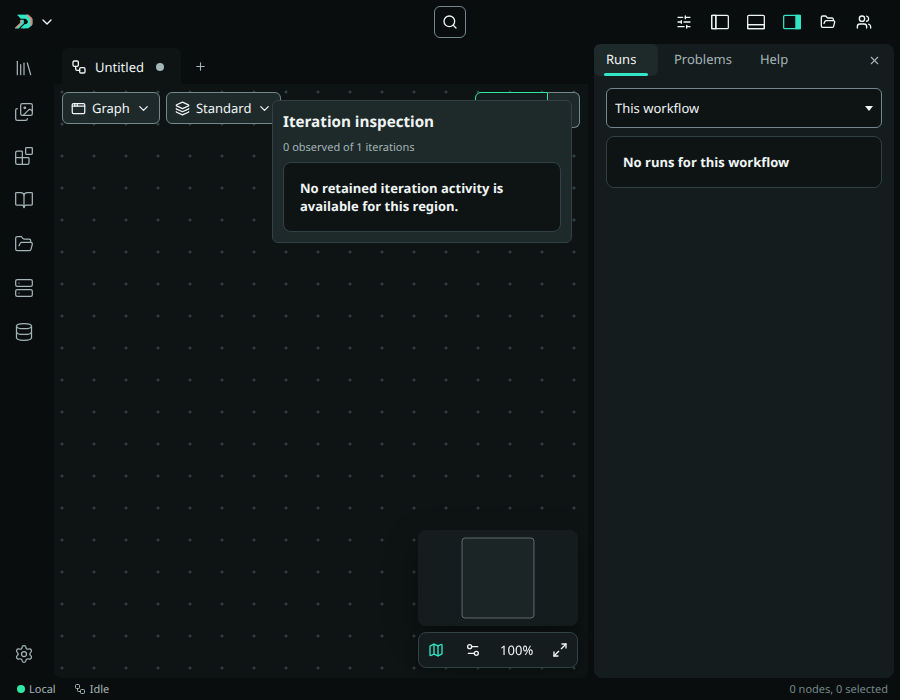 Untitled
Runs
Problems
Help
Graph
Standard
This workflow
Iteration inspection
0 observed of 1 iterations
No retained iteration activity is
available for this region.
No runs for this workflow
100%
Local
Idle
0 nodes, 0 selected